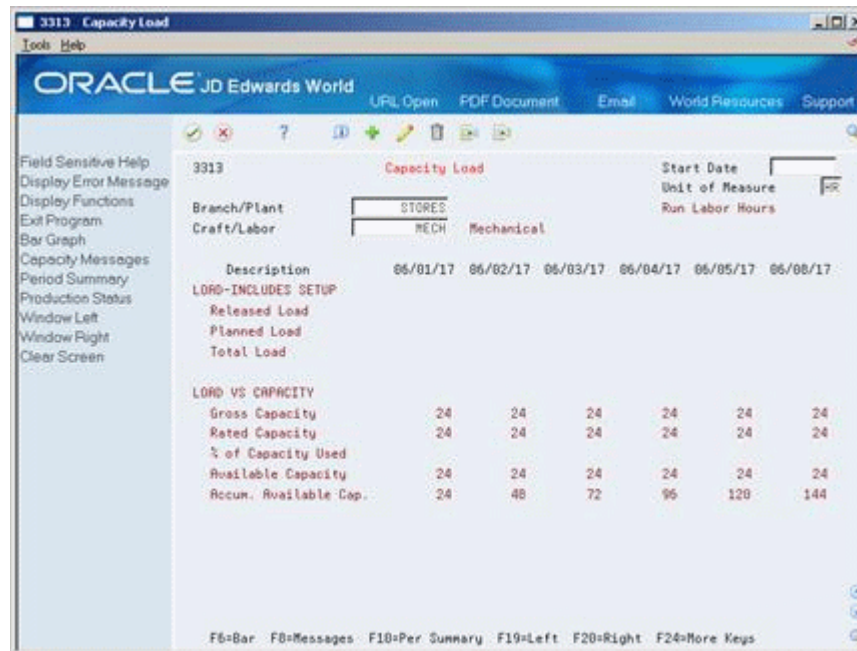 3313 Capacity Load
Tools Help
ORACLE JD Edwards World
URL Open PDF Document Email World Resources Support
Field Sensitive Help
Display Error Message
Display Functions
Exit Program
Bar Graph
Capacity Messages
Period Summary
Production Status
Window Left
Window Right
Clear Screen
3313 Capacity Load Start Date
Unit of Measure HR
Branch/Plant STORES Run Labor Hours
Craft/Labor MECH Mechanical
Description 06/01/17 06/02/17 06/03/17 06/04/17 06/05/17 06/08/17
LOAD-INCLUDES SETUP
Released Load
Planned Load
Total Load
LOAD VS CAPACITY
Gross Capacity 24 24 24 24 24 24
Rated Capacity 24 24 24 24 24 24
% of Capacity Used
Available Capacity 24 24 24 24 24 24
Accum. Available Cap. 24 48 72 96 120 144
F6=Bar F8=Messages F10=Per Summary F19=Left F20=Right F24=More Keys